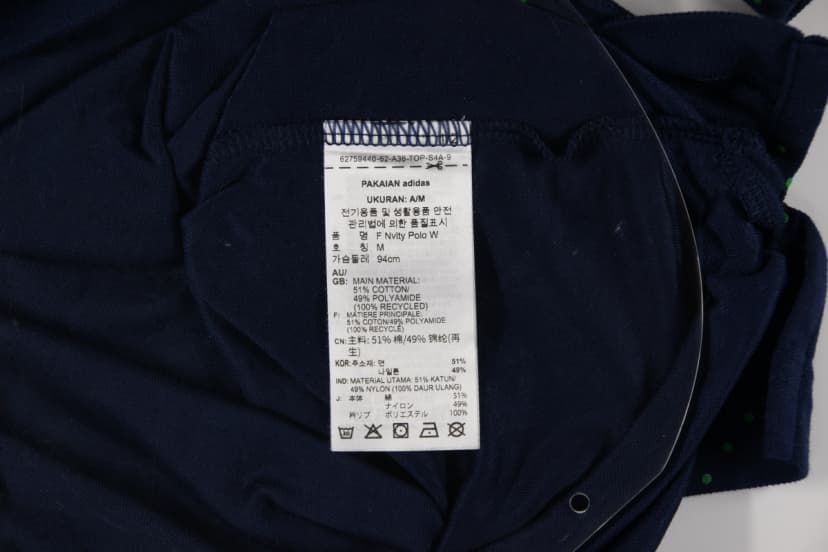 62759440-62-A36-TOP-S4A-9
PAKAIAN adidas
UKURAN: A/M
전기용품 및 생활용품 안전
관리법에 의한 품질표시
품 명 F Nvity Polo W
호 칭 M
가슴둘레 94cm
AU/
GB: MAIN MATERIAL:
51% COTTON/
49% POLYAMIDE
(100% RECYCLED)
F: MATIERE PRINCIPALE:
51% COTON/49% POLYAMIDE
(100% RECYCLÉ)
CN: 主料: 51% 棉/49% 锦纶(再
生)
KOR: 주소재: 면 51%
나일론 49%
IND: MATERIAL UTAMA: 51% KATUN/
49% NYLON (100% DAUR ULANG)
J: 本体 綿 51%
ナイロン 49%
衿リブ ポリエステル 100%